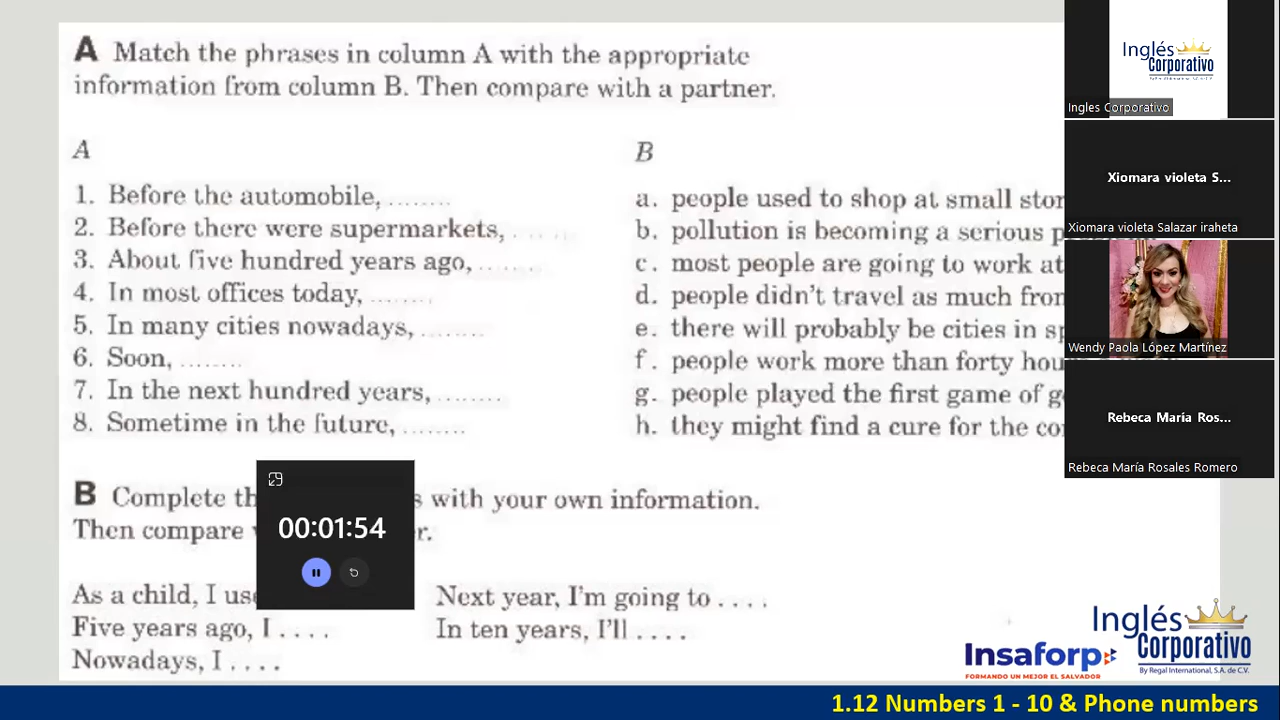 A Match the phrases in column A with the appropriate
information from column B. Then compare with a partner.
A
1. Before the automobile, ........
2. Before there were supermarkets, ........
3. About five hundred years ago, ........
4. In most offices today, ........
5. In many cities nowadays, ........
6. Soon, ........
7. In the next hundred years, ........
8. Sometime in the future, ........
B
a. people used to shop at small
b. pollution is becoming a serious
c. most people are going to work at
d. people didn't travel as much
e. there will probably be cities in
f. people work more than forty
g. people played the first game of
h. they might find a cure for the
B Complete with your own information.
Then compare
As a child, I
Five years ago, I ....
Nowadays, I ....
Next year, I'm going to ....
In ten years, I'll ....
00:01:54
Inglés
Corporativo
Ingles Corporativo
Xiomara violeta S...
Xiomara violeta Salazar iraheta
Wendy Paola López Martínez
Rebeca María Ros...
Rebeca María Rosales Romero
Insaforp
FORMANDO UN MEJOR EL SALVADOR
Inglés
Corporativo
By Regal International, S.A. de C.V.
1.12 Numbers 1 - 10 & Phone numbers